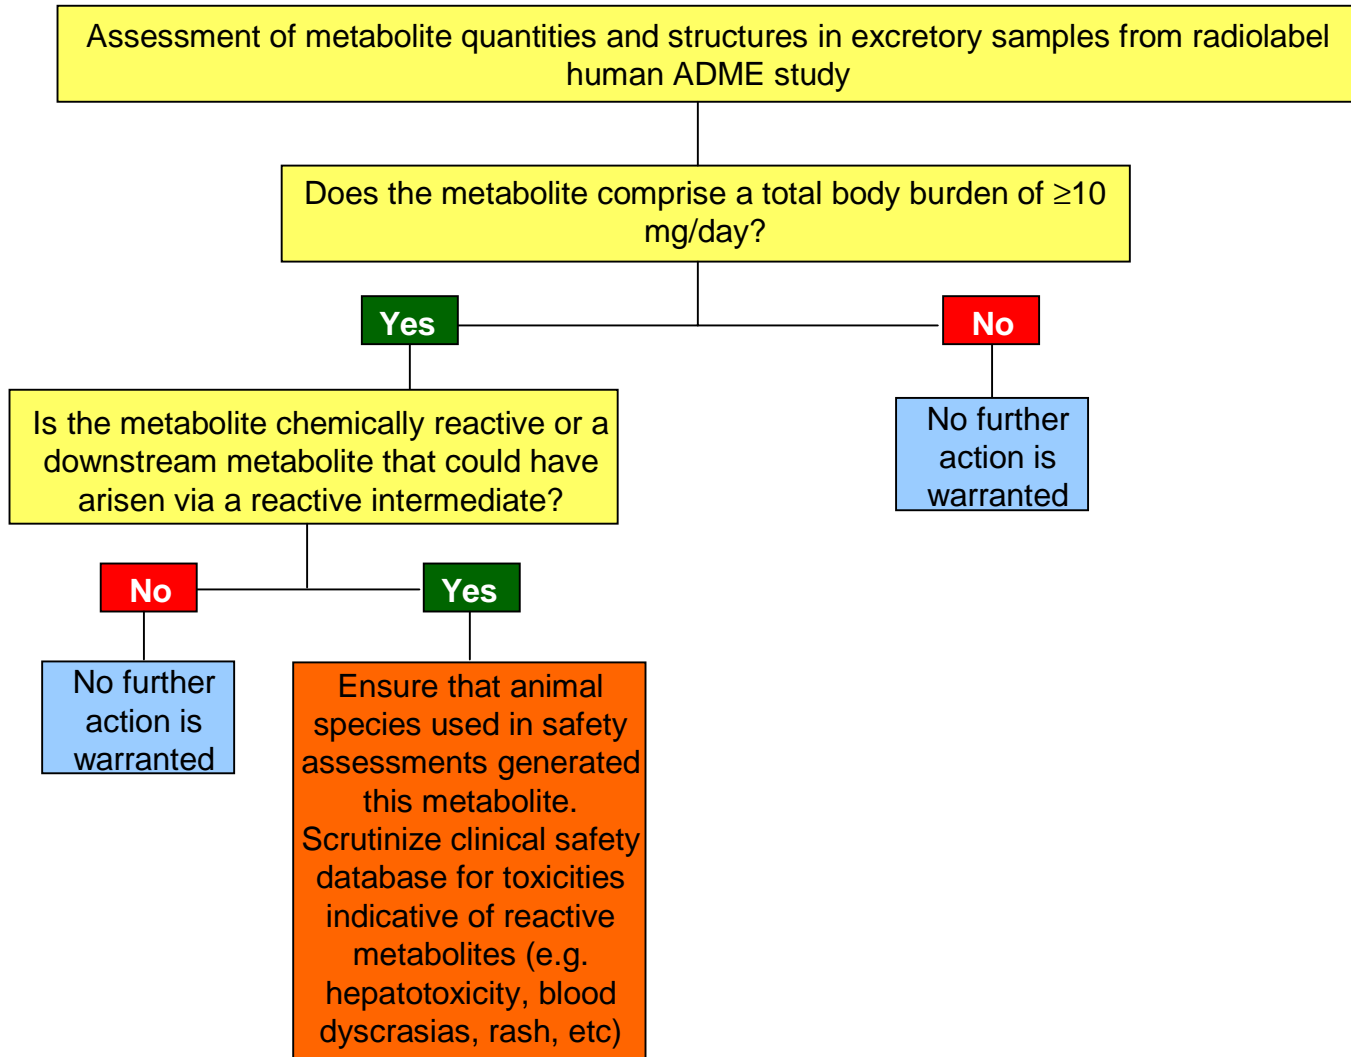 Assessment of metabolite quantities and structures in excretory samples from radiolabel
human ADME study
Does the metabolite comprise a total body burden of ≥10
mg/day?
Yes
No
Is the metabolite chemically reactive or a
downstream metabolite that could have
arisen via a reactive intermediate?
No further
action is
warranted
No
Yes
No further
action is
warranted
Ensure that animal
species used in safety
assessments generated
this metabolite.
Scrutinize clinical safety
database for toxicities
indicative of reactive
metabolites (e.g.
hepatotoxicity, blood
dyscrasias, rash, etc)